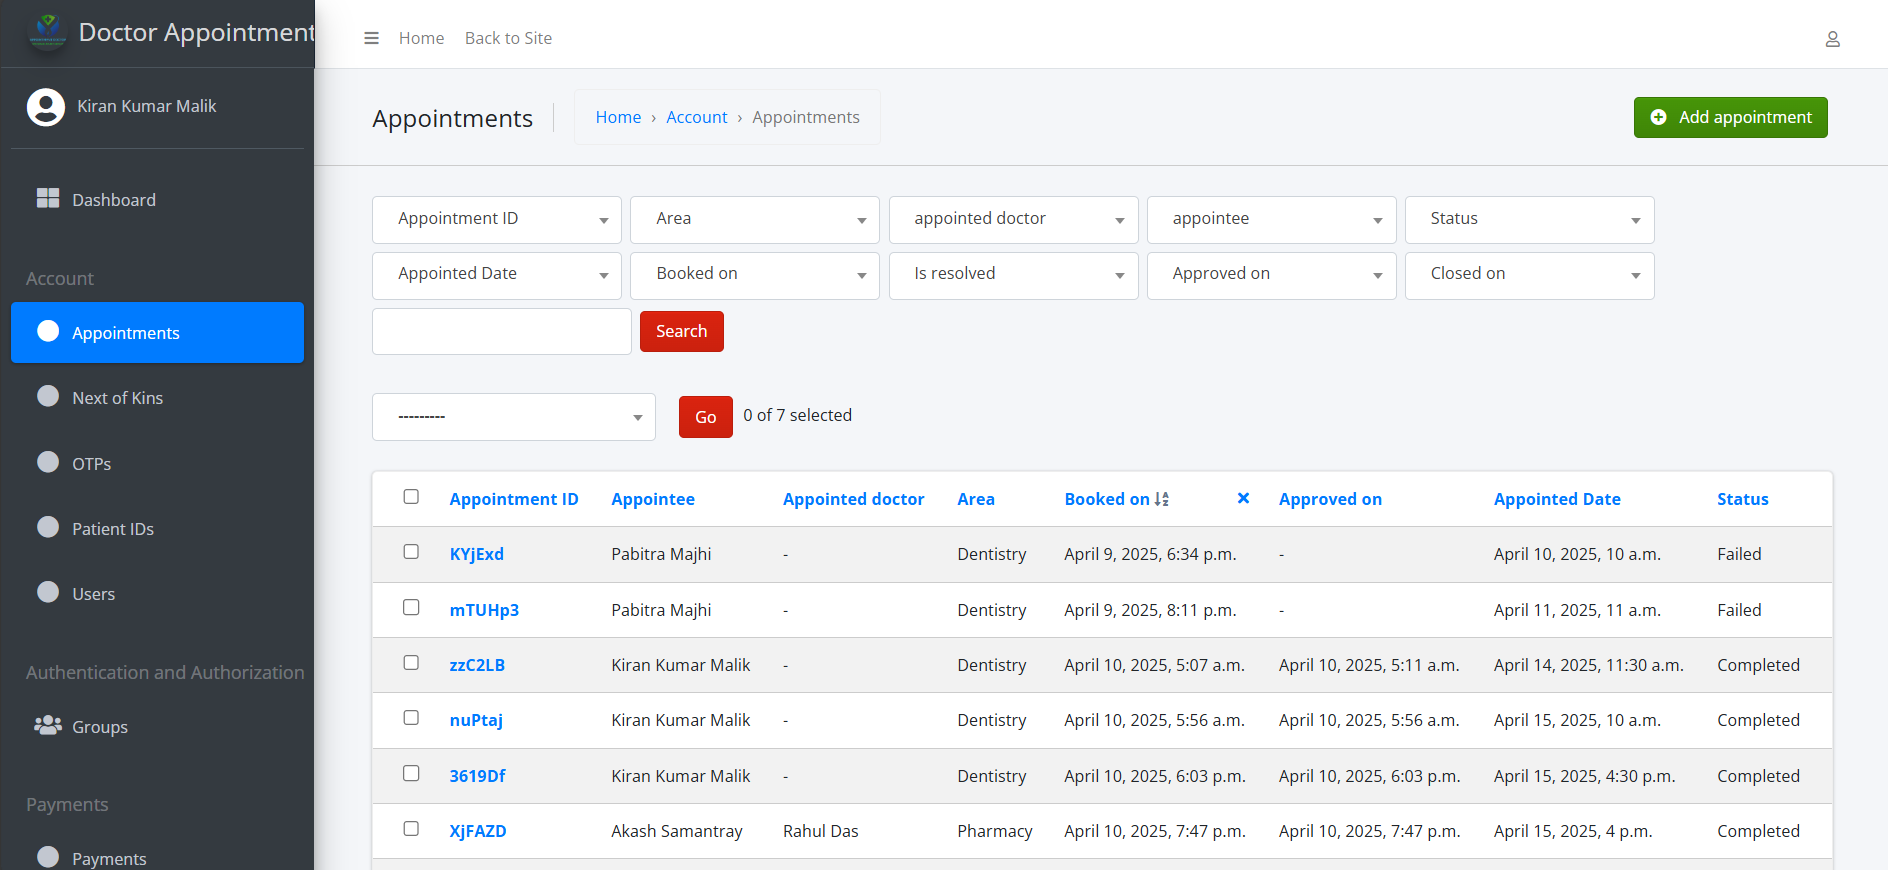 Doctor Appointment
Kiran Kumar Malik
Dashboard
Account
Appointments
Next of Kins
OTPs
Patient IDs
Users
Authentication and Authorization
Groups
Payments
Payments
Home Back to Site
Appointments Home › Account › Appointments Add appointment
Appointment ID Area appointed doctor appointee Status
Appointed Date Booked on Is resolved Approved on Closed on
Search
--------- Go 0 of 7 selected
Appointment ID Appointee Appointed doctor Area Booked on Approved on Appointed Date Status
KYjExd Pabitra Majhi - Dentistry April 9, 2025, 6:34 p.m. - April 10, 2025, 10 a.m. Failed
mTUHp3 Pabitra Majhi - Dentistry April 9, 2025, 8:11 p.m. - April 11, 2025, 11 a.m. Failed
zzC2LB Kiran Kumar Malik - Dentistry April 10, 2025, 5:07 a.m. April 10, 2025, 5:11 a.m. April 14, 2025, 11:30 a.m. Completed
nuPtaj Kiran Kumar Malik - Dentistry April 10, 2025, 5:56 a.m. April 10, 2025, 5:56 a.m. April 15, 2025, 10 a.m. Completed
3619Df Kiran Kumar Malik - Dentistry April 10, 2025, 6:03 p.m. April 10, 2025, 6:03 p.m. April 15, 2025, 4:30 p.m. Completed
XjFAZD Akash Samantray Rahul Das Pharmacy April 10, 2025, 7:47 p.m. April 10, 2025, 7:47 p.m. April 15, 2025, 4 p.m. Completed